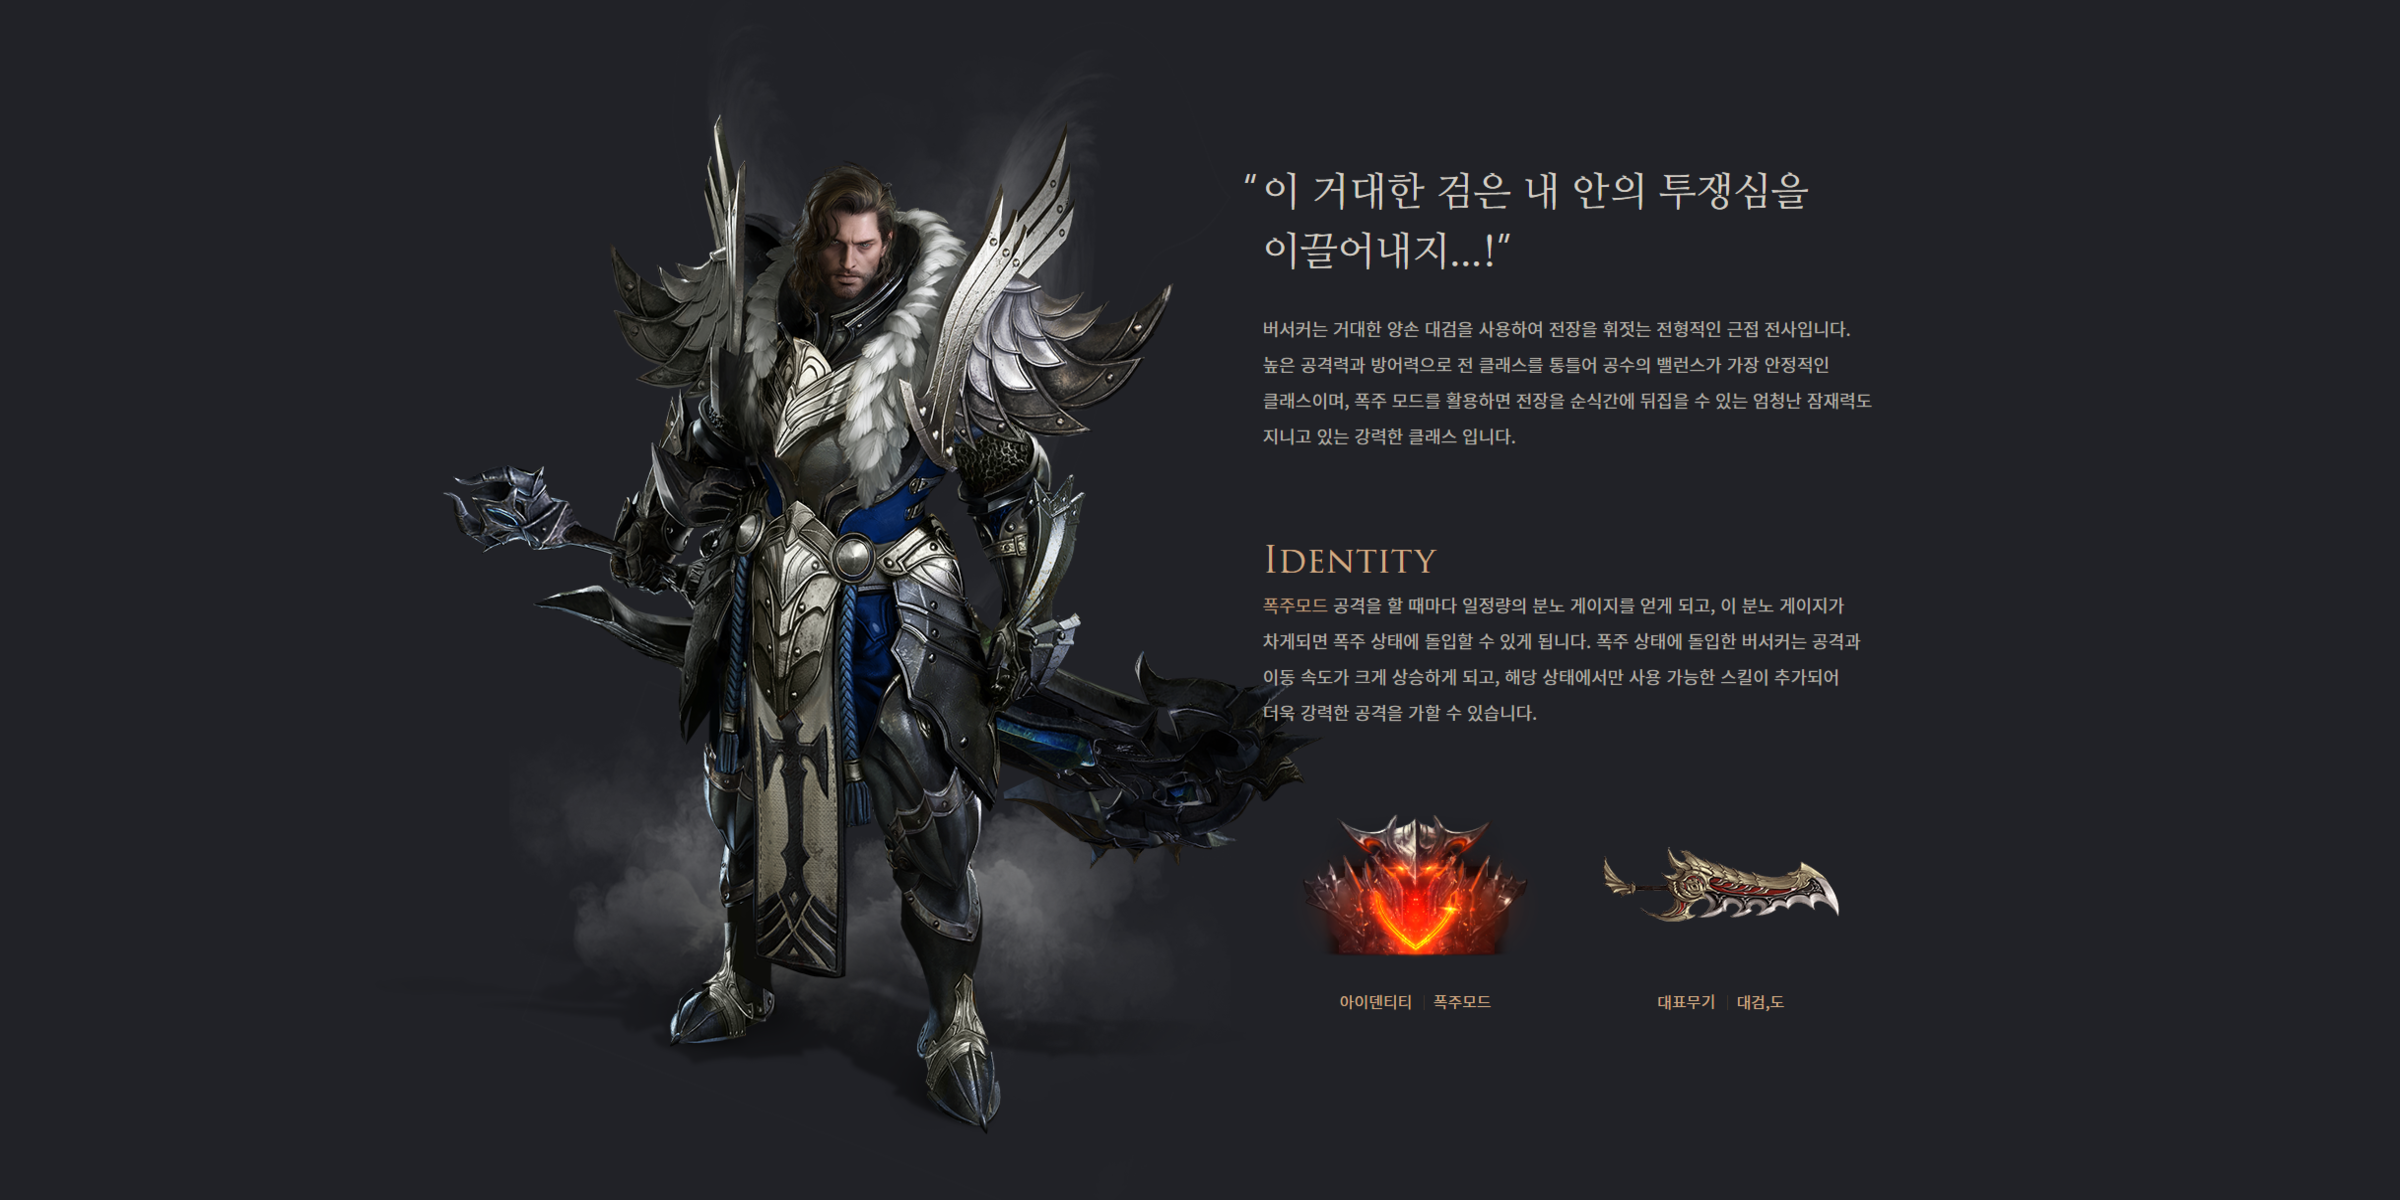 “이 거대한 검은 내 안의 투쟁심을
이끌어내지...!”
버서커는 거대한 양손 대검을 사용하여 전장을 휘젓는 전형적인 근접 전사입니다.
높은 공격력과 방어력으로 전 클래스를 통틀어 공수의 밸런스가 가장 안정적인
클래스이며, 폭주 모드를 활용하면 전장을 순식간에 뒤집을 수 있는 엄청난 잠재력도
지니고 있는 강력한 클래스 입니다.
IDENTITY
폭주모드 공격을 할 때마다 일정량의 분노 게이지를 얻게 되고, 이 분노 게이지가
차게되면 폭주 상태에 돌입할 수 있게 됩니다. 폭주 상태에 돌입한 버서커는 공격과
이동 속도가 크게 상승하게 되고, 해당 상태에서만 사용 가능한 스킬이 추가되어
더욱 강력한 공격을 가할 수 있습니다.
아이덴티티 | 폭주모드
대표무기 | 대검,도